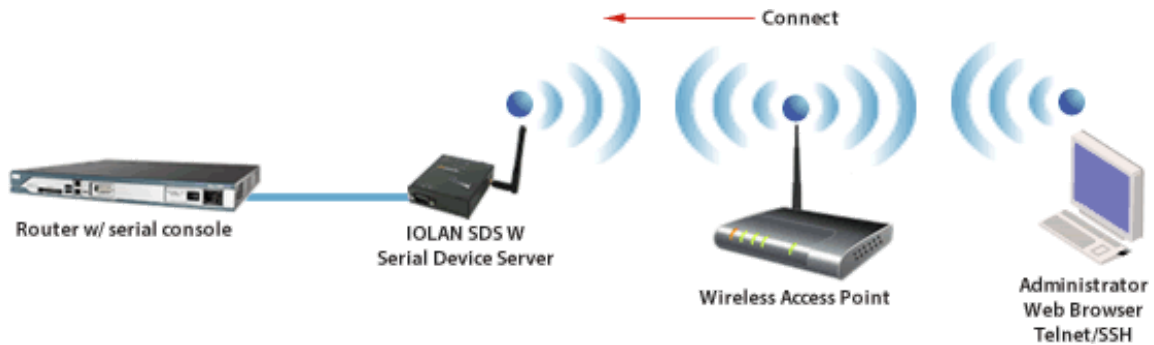 Connect
Router w/ serial console
IOLAN SDS W
Serial Device Server
Wireless Access Point
Administrator
Web Browser
Telnet/SSH